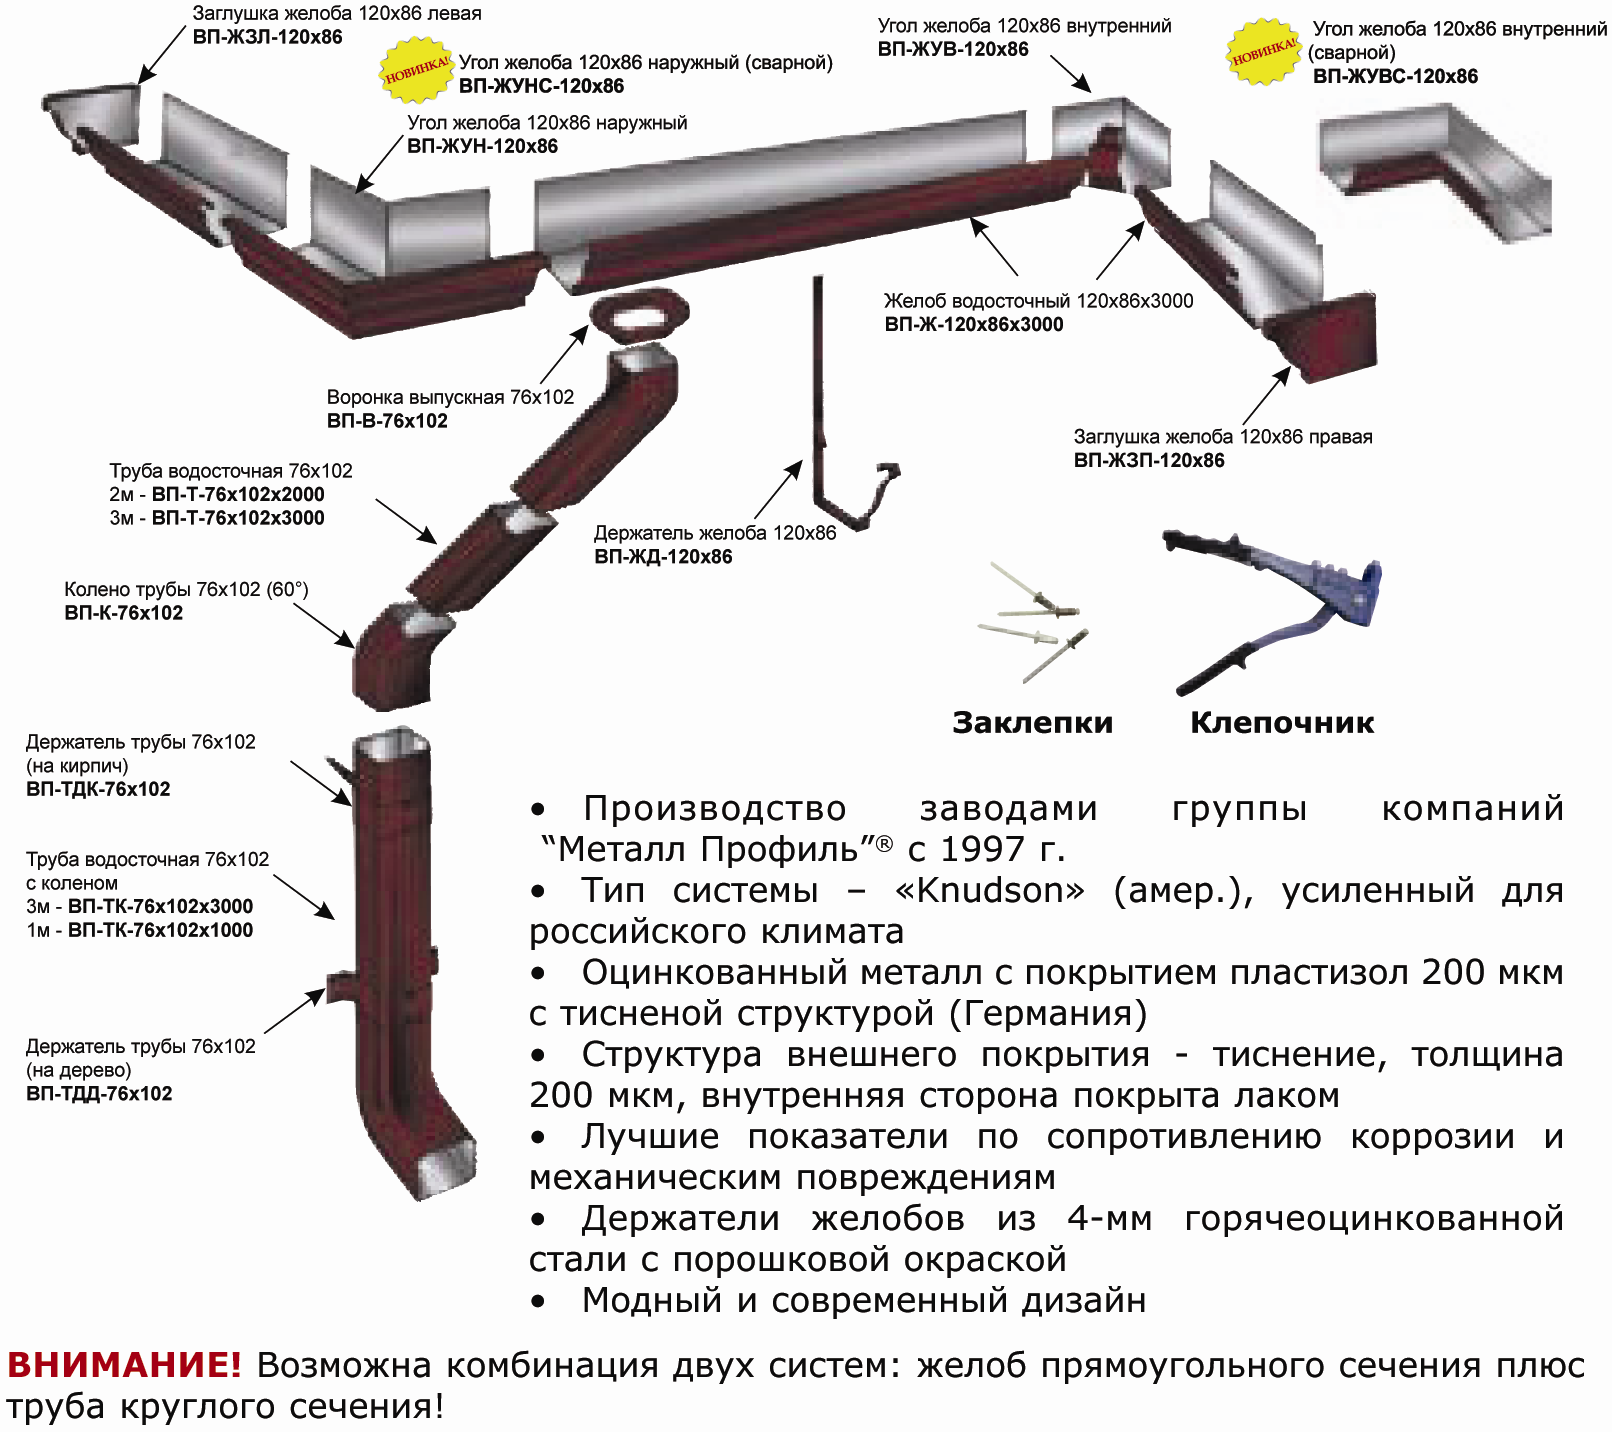 Заглушка желоба 120х86 левая
ВП-ЖЗЛ-120х86
НОВИНКА!
Угол желоба 120х86 наружный (сварной)
ВП-ЖУНС-120х86
Угол желоба 120х86 наружный
ВП-ЖУН-120х86
Угол желоба 120х86 внутренний
ВП-ЖУВ-120х86
НОВИНКА!
Угол желоба 120х86 внутренний
(сварной)
ВП-ЖУВС-120х86
Желоб водосточный 120х86х3000
ВП-Ж-120х86х3000
Воронка выпускная 76х102
ВП-В-76х102
Заглушка желоба 120х86 правая
ВП-ЖЗП-120х86
Труба водосточная 76х102
2м - ВП-Т-76х102х2000
3м - ВП-Т-76х102х3000
Держатель желоба 120х86
ВП-ЖД-120х86
Колено трубы 76х102 (60°)
ВП-К-76х102
Заклепки
Клепочник
Держатель трубы 76х102
(на кирпич)
ВП-ТДК-76х102
Труба водосточная 76х102
с коленом
3м - ВП-ТК-76х102х3000
1м - ВП-ТК-76х102х1000
Держатель трубы 76х102
(на дерево)
ВП-ТДД-76х102
• Производство заводами группы компаний
“Металл Профиль”® с 1997 г.
• Тип системы – «Knudson» (амер.), усиленный для
российского климата
• Оцинкованный металл с покрытием пластизол 200 мкм
с тисненой структурой (Германия)
• Структура внешнего покрытия - тиснение, толщина
200 мкм, внутренняя сторона покрыта лаком
• Лучшие показатели по сопротивлению коррозии и
механическим повреждениям
• Держатели желобов из 4-мм горячеоцинкованной
стали с порошковой окраской
• Модный и современный дизайн
ВНИМАНИЕ! Возможна комбинация двух систем: желоб прямоугольного сечения плюс
труба круглого сечения!